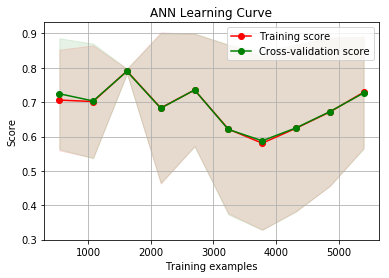 ANN Learning Curve
Training score
Cross-validation score
Score
0.9
0.8
0.7
0.6
0.5
0.4
0.3
1000 2000 3000 4000 5000
Training examples